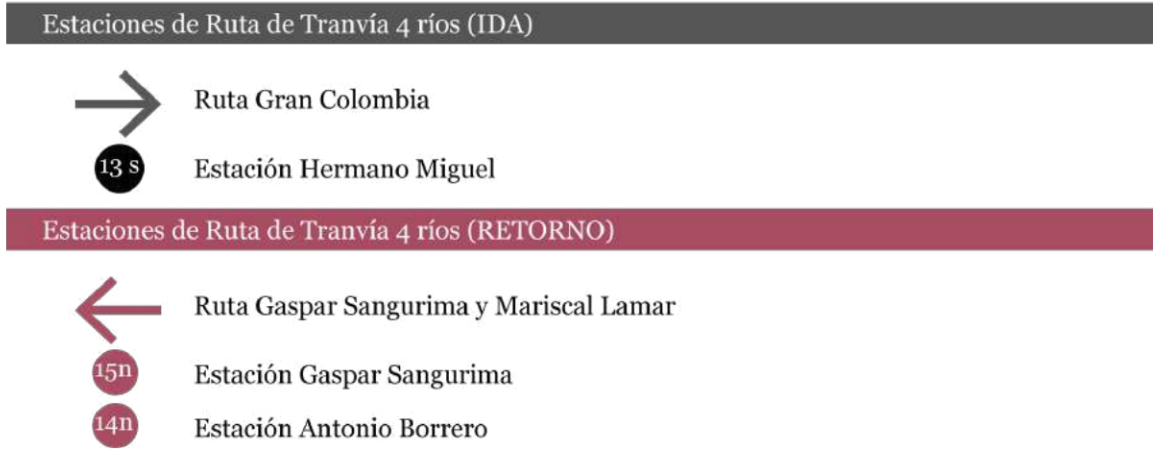 Estaciones de Ruta de Tranvía 4 ríos (IDA)
Ruta Gran Colombia
13 s Estación Hermano Miguel
Estaciones de Ruta de Tranvía 4 ríos (RETORNO)
Ruta Gaspar Sangurima y Mariscal Lamar
15n Estación Gaspar Sangurima
14n Estación Antonio Borrero